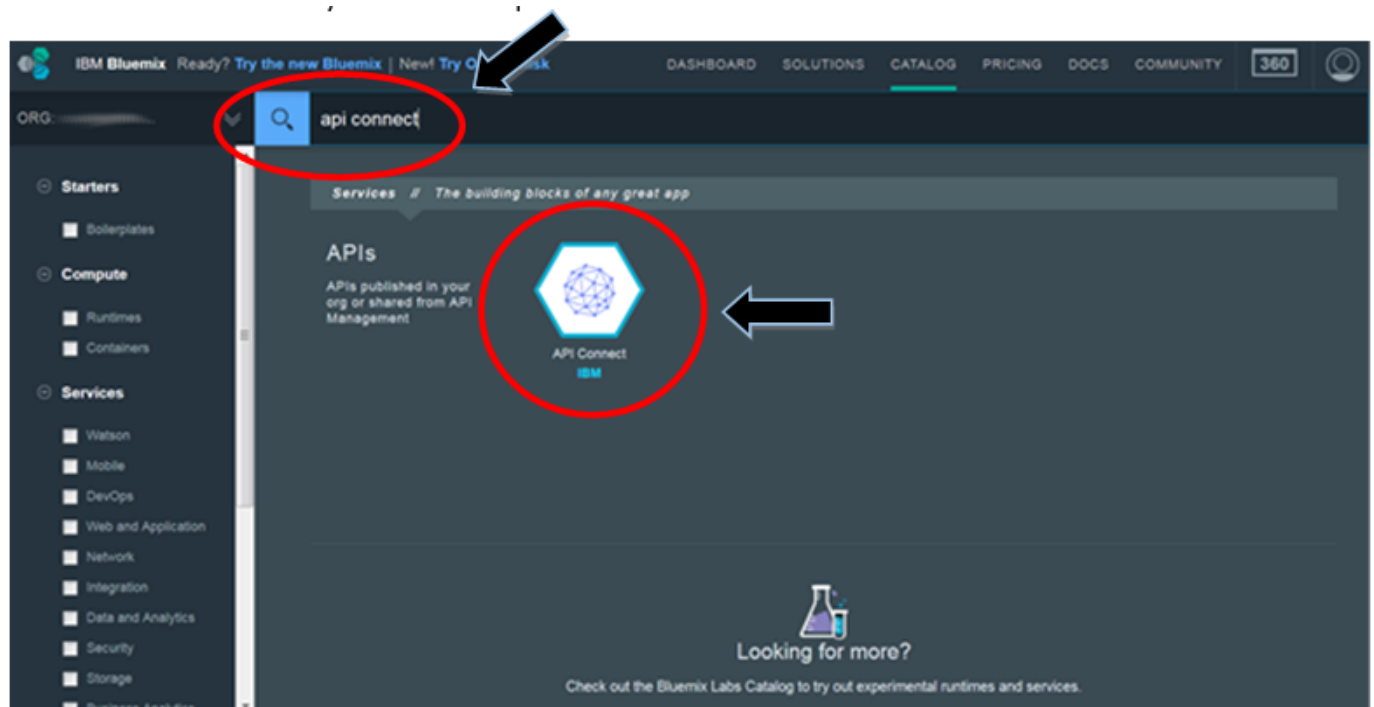 IBM Bluemix Ready? Try the new Bluemix | New! Try
DASHBOARD SOLUTIONS CATALOG PRICING DOCS COMMUNITY 360
ORG:
api connect
Starters
Boilerplates
Compute
Runtimes
Containers
Services
Watson
Mobile
DevOps
Web and Application
Network
Integration
Data and Analytics
Security
Storage
Business Analytics
Services // The building blocks of any great app
APIs
APIs published in your
org or shared from API
Management
API Connect
IBM
Looking for more?
Check out the Bluemix Labs Catalog to try out experimental runtimes and services.